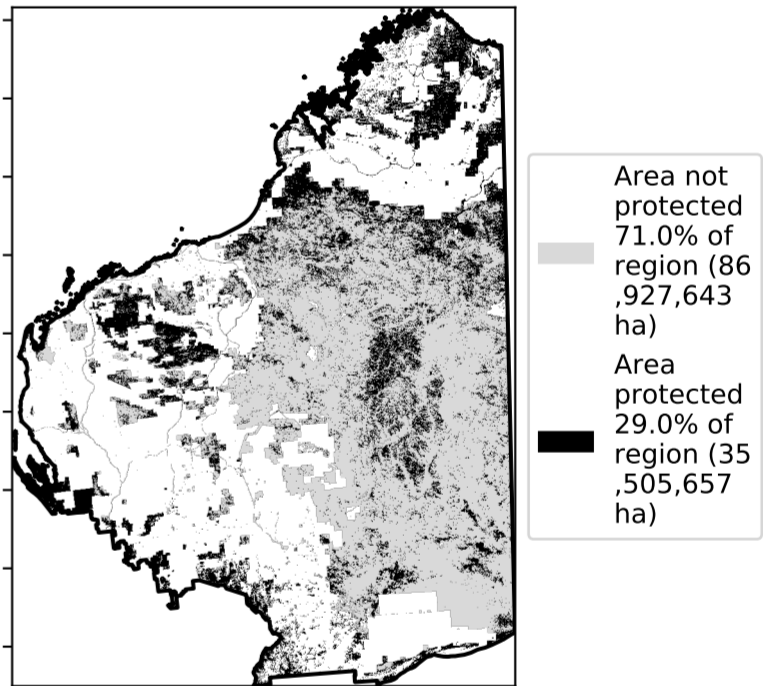 Area not
protected
71.0% of
region (86
,927,643
ha)
Area
protected
29.0% of
region (35
,505,657
ha)